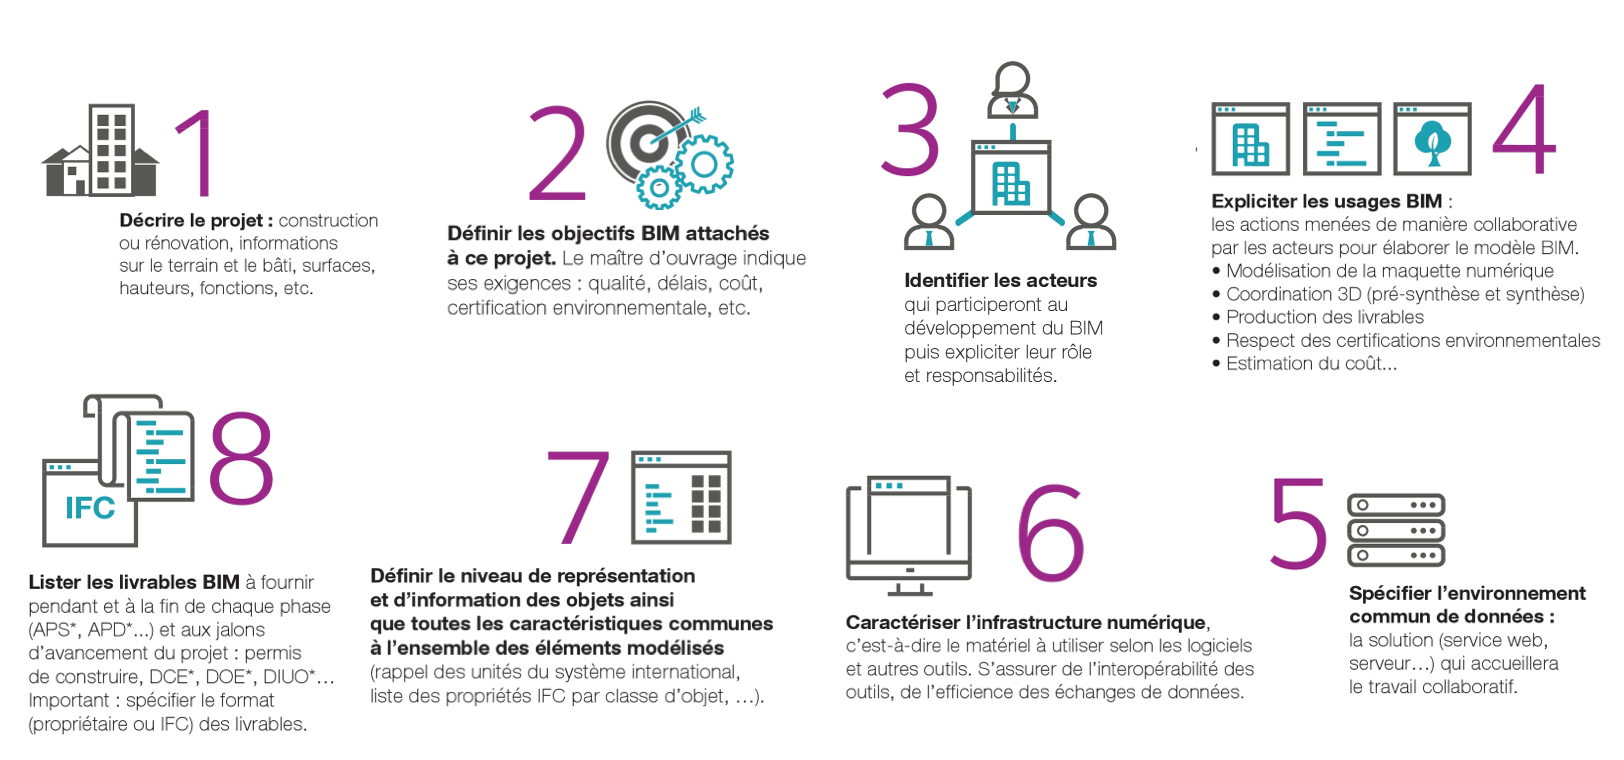 1
Décrire le projet : construction
ou rénovation, informations
sur le terrain et le bâti, surfaces,
hauteurs, fonctions, etc.
2
Définir les objectifs BIM attachés
à ce projet. Le maître d’ouvrage indique
ses exigences : qualité, délais, coût,
certification environnementale, etc.
3
Identifier les acteurs
qui participeront au
développement du BIM
puis expliciter leur rôle
et responsabilités.
4
Expliciter les usages BIM :
les actions menées de manière collaborative
par les acteurs pour élaborer le modèle BIM.
• Modélisation de la maquette numérique
• Coordination 3D (pré-synthèse et synthèse)
• Production des livrables
• Respect des certifications environnementales
• Estimation du coût...
5
Spécifier l’environnement
commun de données :
la solution (service web,
serveur...) qui accueillera
le travail collaboratif.
6
Caractériser l’infrastructure numérique,
c’est-à-dire le matériel à utiliser selon les logiciels
et autres outils. S’assurer de l’interopérabilité des
outils, de l’efficience des échanges de données.
7
Définir le niveau de représentation
et d’information des objets ainsi
que toutes les caractéristiques communes
à l’ensemble des éléments modélisés
(rappel des unités du système international,
liste des propriétés IFC par classe d’objet, ...).
8
IFC
Lister les livrables BIM à fournir
pendant et à la fin de chaque phase
(APS*, APD*...) et aux jalons
d’avancement du projet : permis
de construire, DCE*, DOE*, DIUO*...
Important : spécifier le format
(propriétaire ou IFC) des livrables.